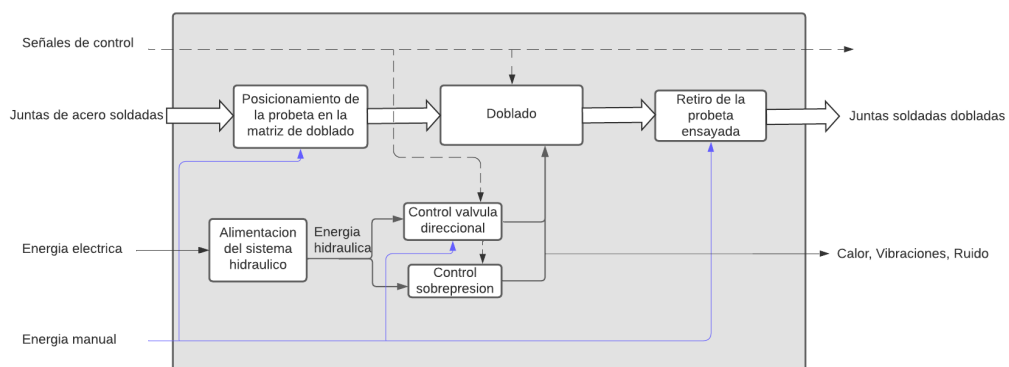 Señales de control
Juntas de acero soldadas
Posicionamiento de
la probeta en la
matriz de doblado
Doblado
Retiro de la
probeta
ensayada
Juntas soldadas dobladas
Energia electrica
Alimentacion
del sistema
hidraulico
Energia
hidraulica
Control valvula
direccional
Control
sobrepresion
Calor, Vibraciones, Ruido
Energia manual